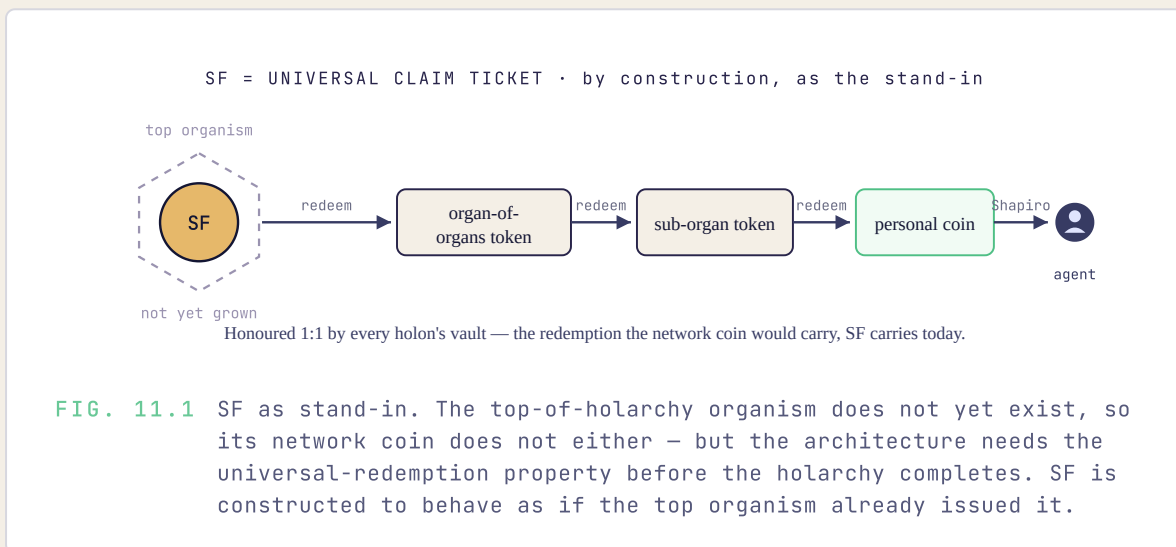 SF = UNIVERSAL CLAIM TICKET · by construction, as the stand-in
top organism
SF
redeem
organ-of-
organs token
redeem
sub-organ token
redeem
personal coin
Shapiro
agent
not yet grown
Honoured 1:1 by every holon's vault — the redemption the network coin would carry, SF carries today.
FIG. 11.1 SF as stand-in. The top-of-holarchy organism does not yet exist, so
its network coin does not either — but the architecture needs the
universal-redemption property before the holarchy completes. SF is
constructed to behave as if the top organism already issued it.